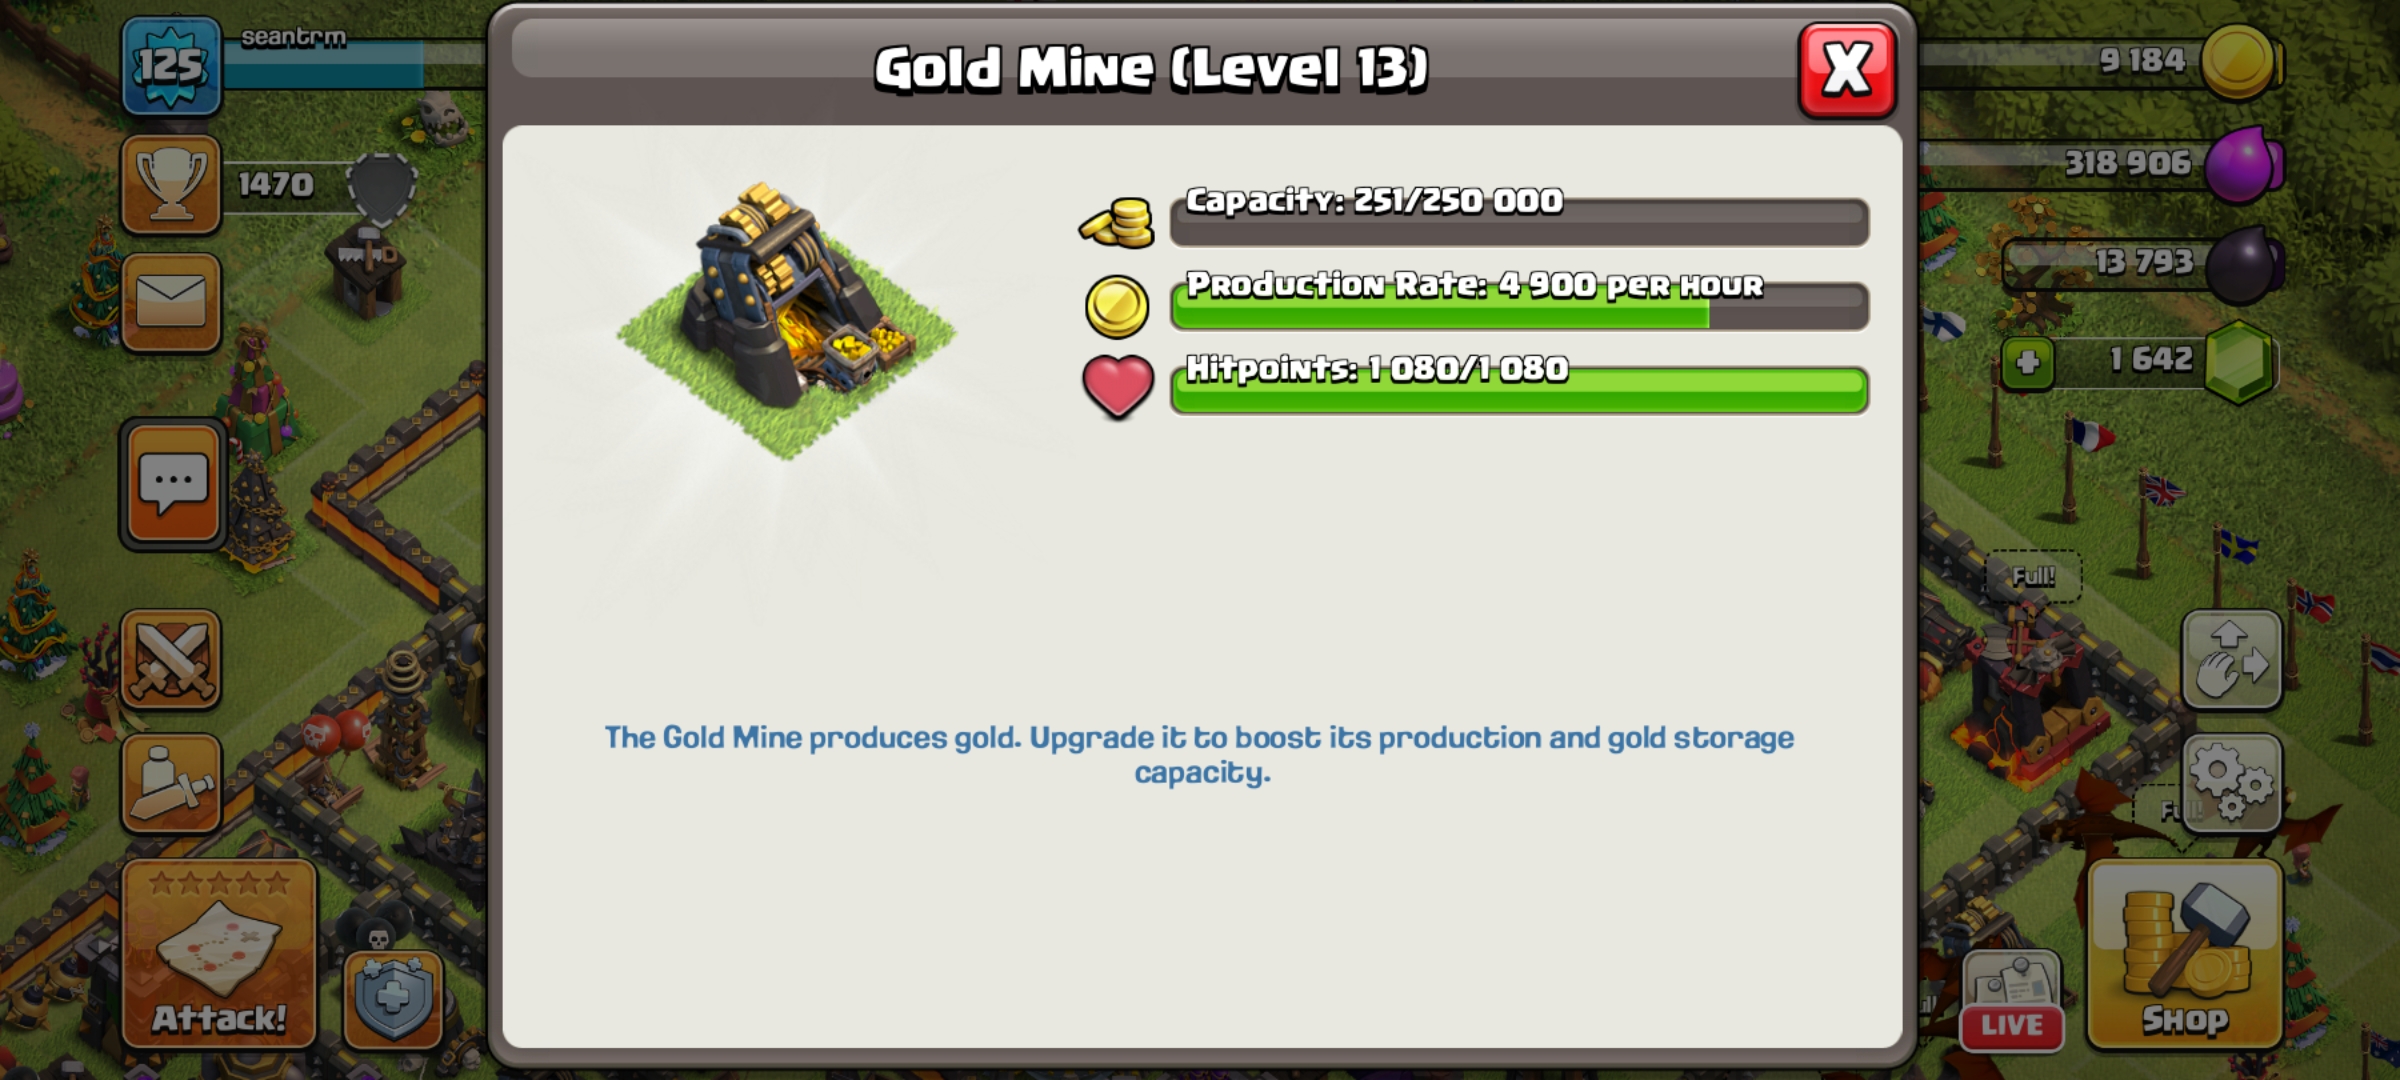 125
seantrm
Gold Mine (Level 13)
X
9 184
318 906
13 793
1 642
1470
Capacity: 251/250 000
Production Rate: 4 900 per Hour
Hitpoints: 1 080/1 080
The Gold Mine produces gold. Upgrade it to boost its production and gold storage
capacity.
Full!
Attack!
LIVE
Shop